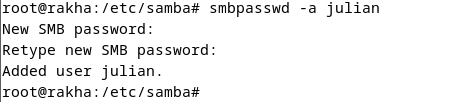 root@rakha:/etc/samba# smbpasswd -a julian
New SMB password:
Retype new SMB password:
Added user julian.
root@rakha:/etc/samba#